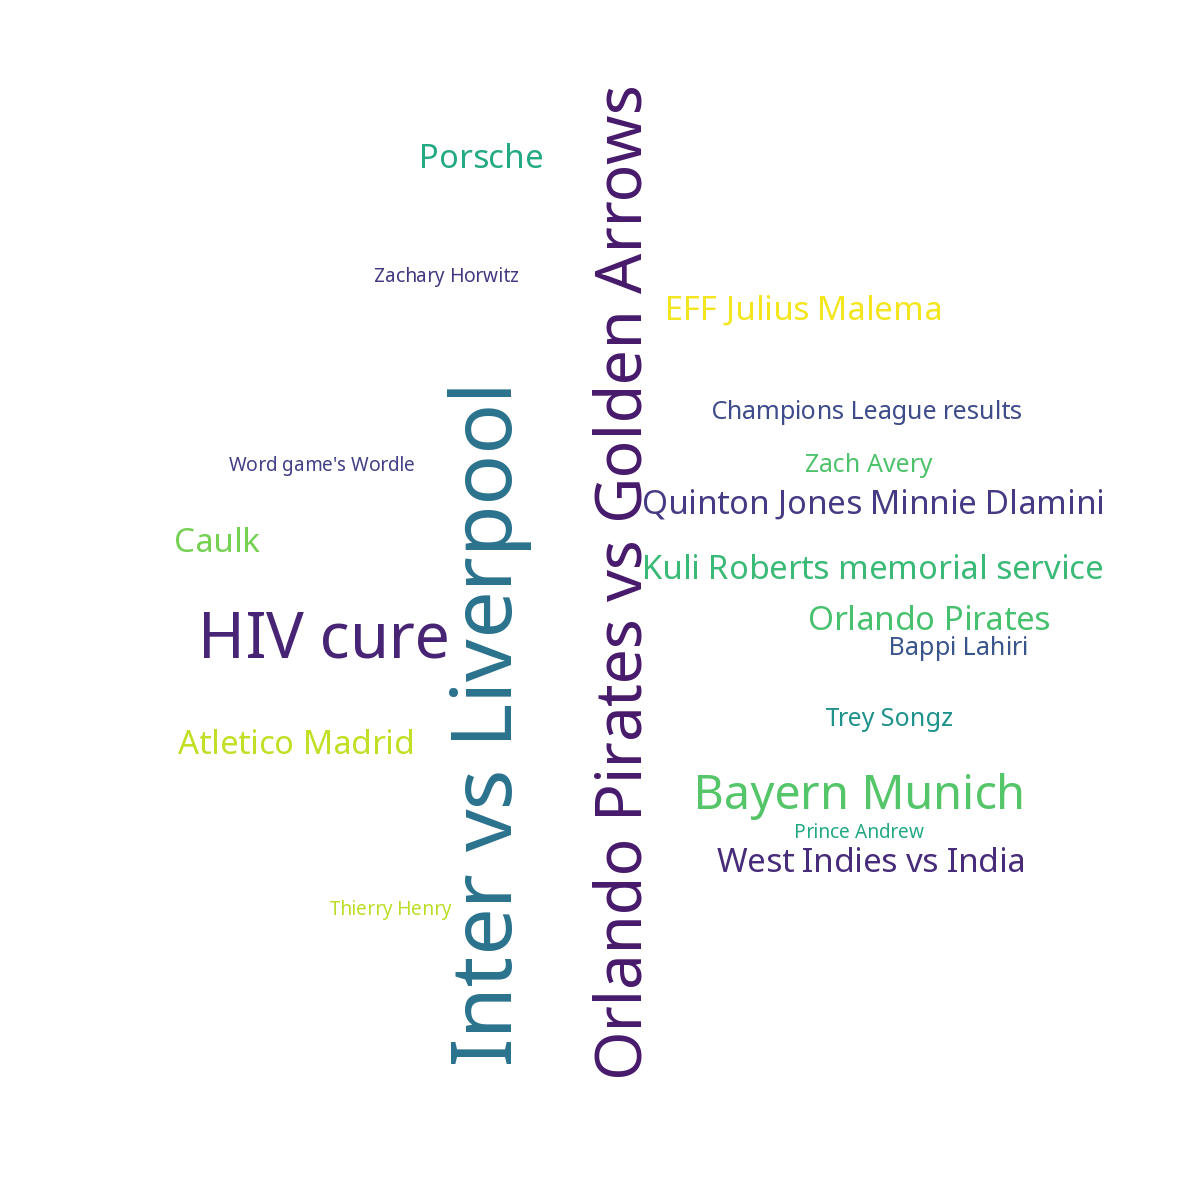 Porsche
Zachary Horwitz
EFF Julius Malema
Champions League results
Word game's Wordle
Zach Avery
Quinton Jones Minnie Dlamini
Caulk
Kuli Roberts memorial service
Orlando Pirates
HIV cure
Bappi Lahiri
Trey Songz
Atletico Madrid
Bayern Munich
Prince Andrew
West Indies vs India
Thierry Henry
Inter vs Liverpool
Orlando Pirates vs Golden Arrows